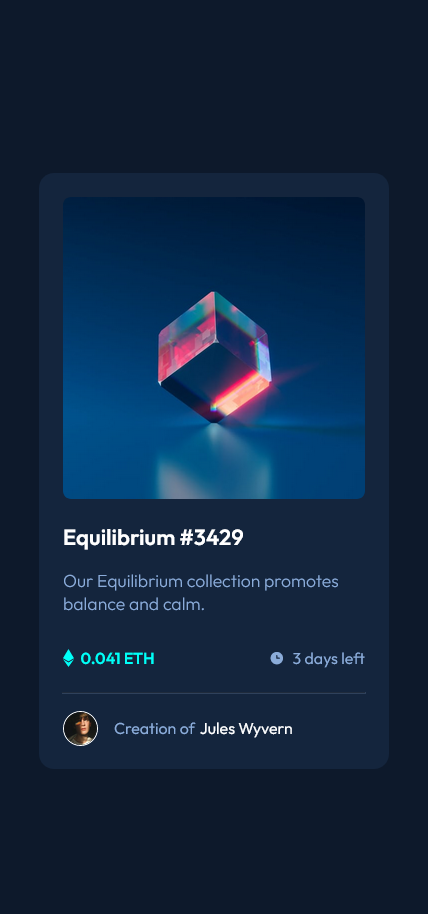 Equilibrium #3429
Our Equilibrium collection promotes
balance and calm.
0.041 ETH
3 days left
Creation of Jules Wyvern